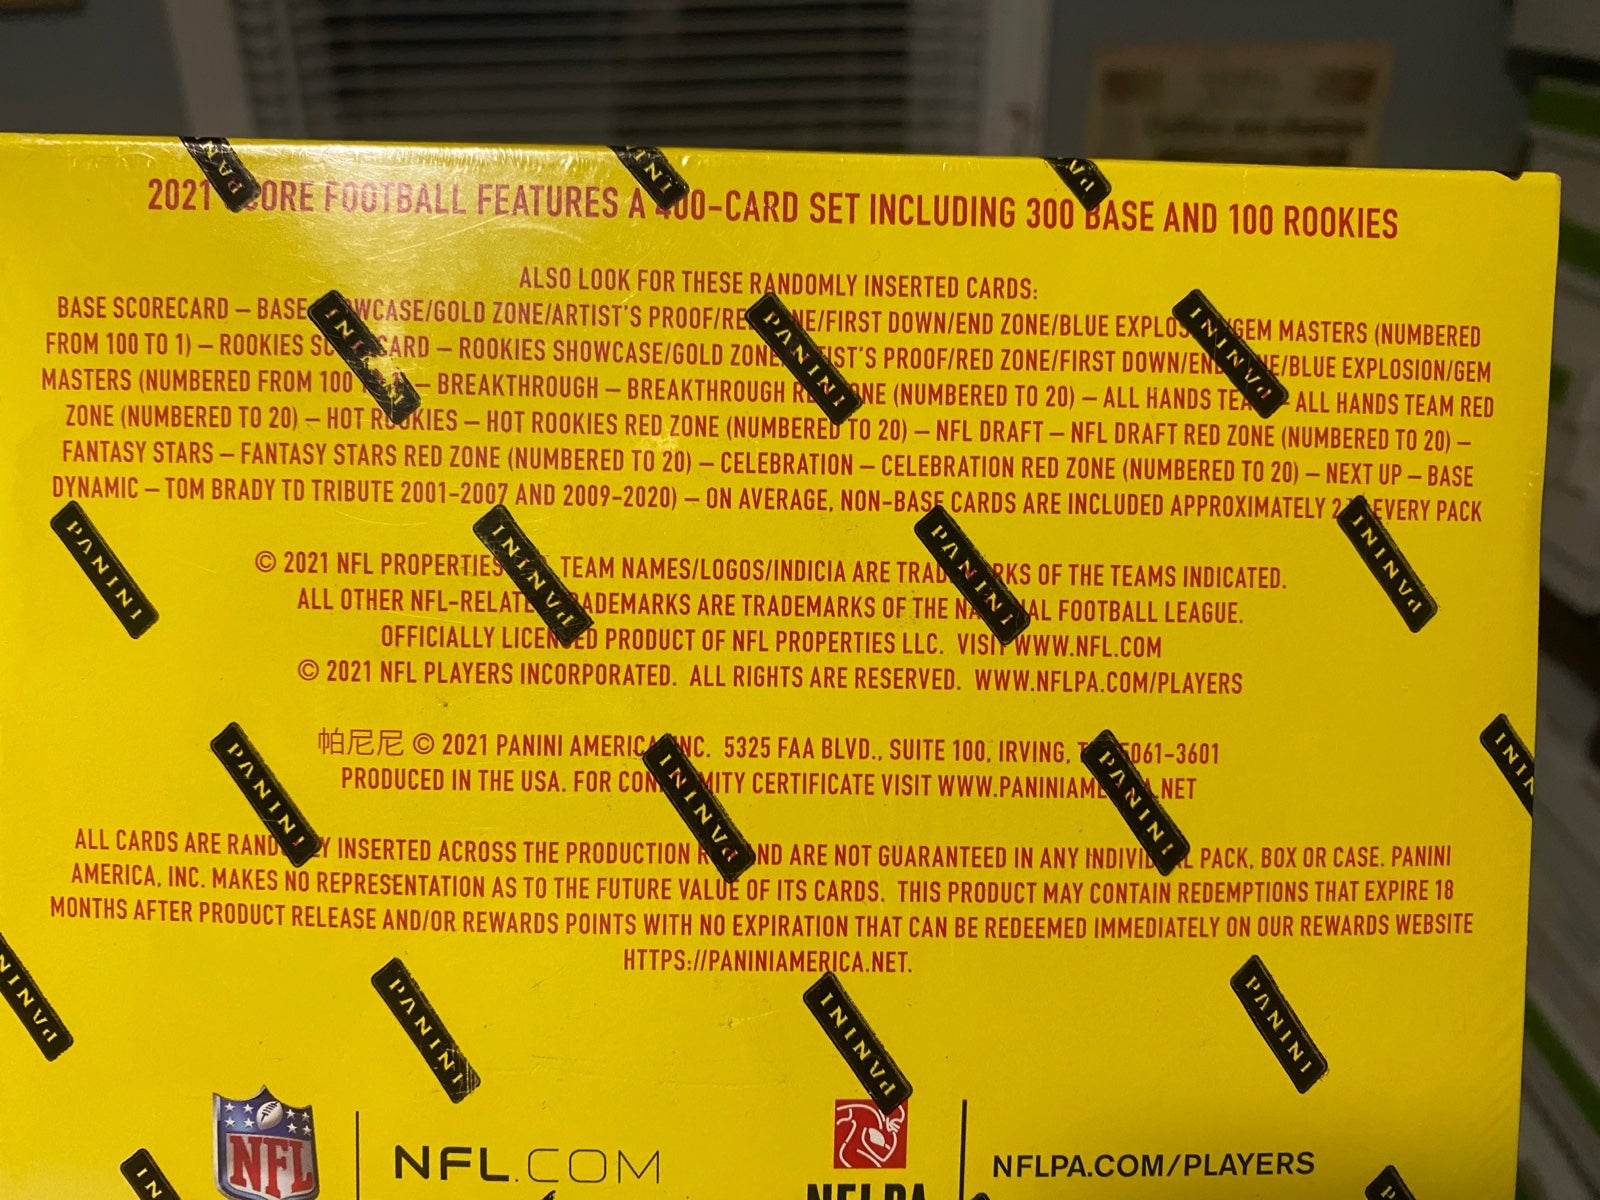 2021 SCORE FOOTBALL FEATURES A 400-CARD SET INCLUDING 300 BASE AND 100 ROOKIES
ALSO LOOK FOR THESE RANDOMLY INSERTED CARDS:
BASE SCORECARD – BASE SHOWCASE/GOLD ZONE/ARTIST'S PROOF/RED ZONE/FIRST DOWN/END ZONE/BLUE EXPLOSION/GEM MASTERS (NUMBERED
FROM 100 TO 1) – ROOKIES SCORECARD – ROOKIES SHOWCASE/GOLD ZONE/ARTIST'S PROOF/RED ZONE/FIRST DOWN/END ZONE/BLUE EXPLOSION/GEM
MASTERS (NUMBERED FROM 100 – BREAKTHROUGH – BREAKTHROUGH RED ZONE (NUMBERED TO 20) – ALL HANDS TEAM – ALL HANDS TEAM RED
ZONE (NUMBERED TO 20) – HOT ROOKIES – HOT ROOKIES RED ZONE (NUMBERED TO 20) – NFL DRAFT – NFL DRAFT RED ZONE (NUMBERED TO 20) –
FANTASY STARS – FANTASY STARS RED ZONE (NUMBERED TO 20) – CELEBRATION – CELEBRATION RED ZONE (NUMBERED TO 20) – NEXT UP – BASE
DYNAMIC – TOM BRADY TD TRIBUTE 2001-2007 AND 2009-2020) – ON AVERAGE, NON-BASE CARDS ARE INCLUDED APPROXIMATELY EVERY PACK
© 2021 NFL PROPERTIES TEAM NAMES/LOGOS/INDICIA ARE TRADEMARKS OF THE TEAMS INDICATED.
ALL OTHER NFL-RELATED TRADEMARKS ARE TRADEMARKS OF THE NATIONAL FOOTBALL LEAGUE.
OFFICIALLY LICENSED PRODUCT OF NFL PROPERTIES LLC. VISIT WWW.NFL.COM
© 2021 NFL PLAYERS INCORPORATED. ALL RIGHTS ARE RESERVED. WWW.NFLPA.COM/PLAYERS
帕尼尼 © 2021 PANINI AMERICA, INC. 5325 FAA BLVD., SUITE 100, IRVING, TX 75061-3601
PRODUCED IN THE USA. FOR CONFORMITY CERTIFICATE VISIT WWW.PANINIAMERICA.NET
ALL CARDS ARE RANDOMLY INSERTED ACROSS THE PRODUCTION RUN AND ARE NOT GUARANTEED IN ANY INDIVIDUAL PACK, BOX OR CASE. PANINI
AMERICA, INC. MAKES NO REPRESENTATION AS TO THE FUTURE VALUE OF ITS CARDS. THIS PRODUCT MAY CONTAIN REDEMPTIONS THAT EXPIRE 18
MONTHS AFTER PRODUCT RELEASE AND/OR REWARDS POINTS WITH NO EXPIRATION THAT CAN BE REDEEMED IMMEDIATELY ON OUR REWARDS WEBSITE
HTTPS://PANINIAMERICA.NET.
NFL
NFL.COM
NFLPA
NFLPA.COM/PLAYERS
PANINI
PANINI
PANINI
PANINI
PANINI
PANINI
PANINI
PANINI
PANINI
PANINI
PANINI
PANINI
PANINI
PANINI